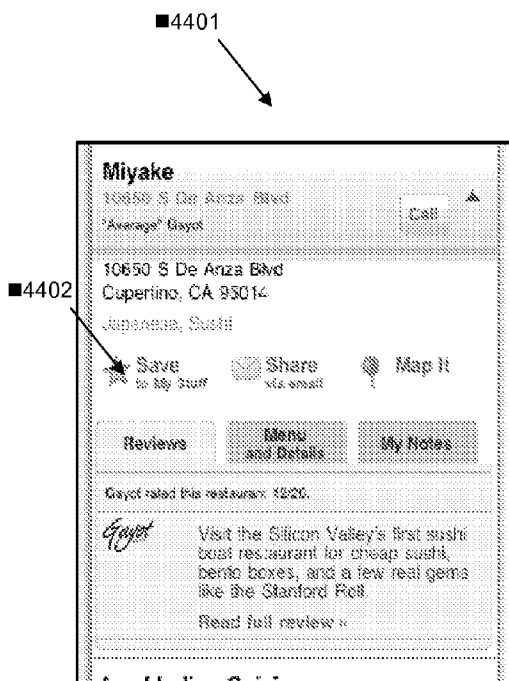 ■4401
Miyake
10650 S De Anza Blvd
"Average" Gayot
Call
10650 S De Anza Blvd
■4402
Cupertino, CA 95014
Japanese, Sushi
Save
to My Stuff
Share
via email
Map It
Reviews
Menu
and Details
My Notes
Gayot rated this restaurant 12/20.
Gayot
Visit the Silicon Valley's first sushi
boat restaurant for cheap sushi,
bento boxes, and a few real gems
like the Stanford Roll.
Read full review »